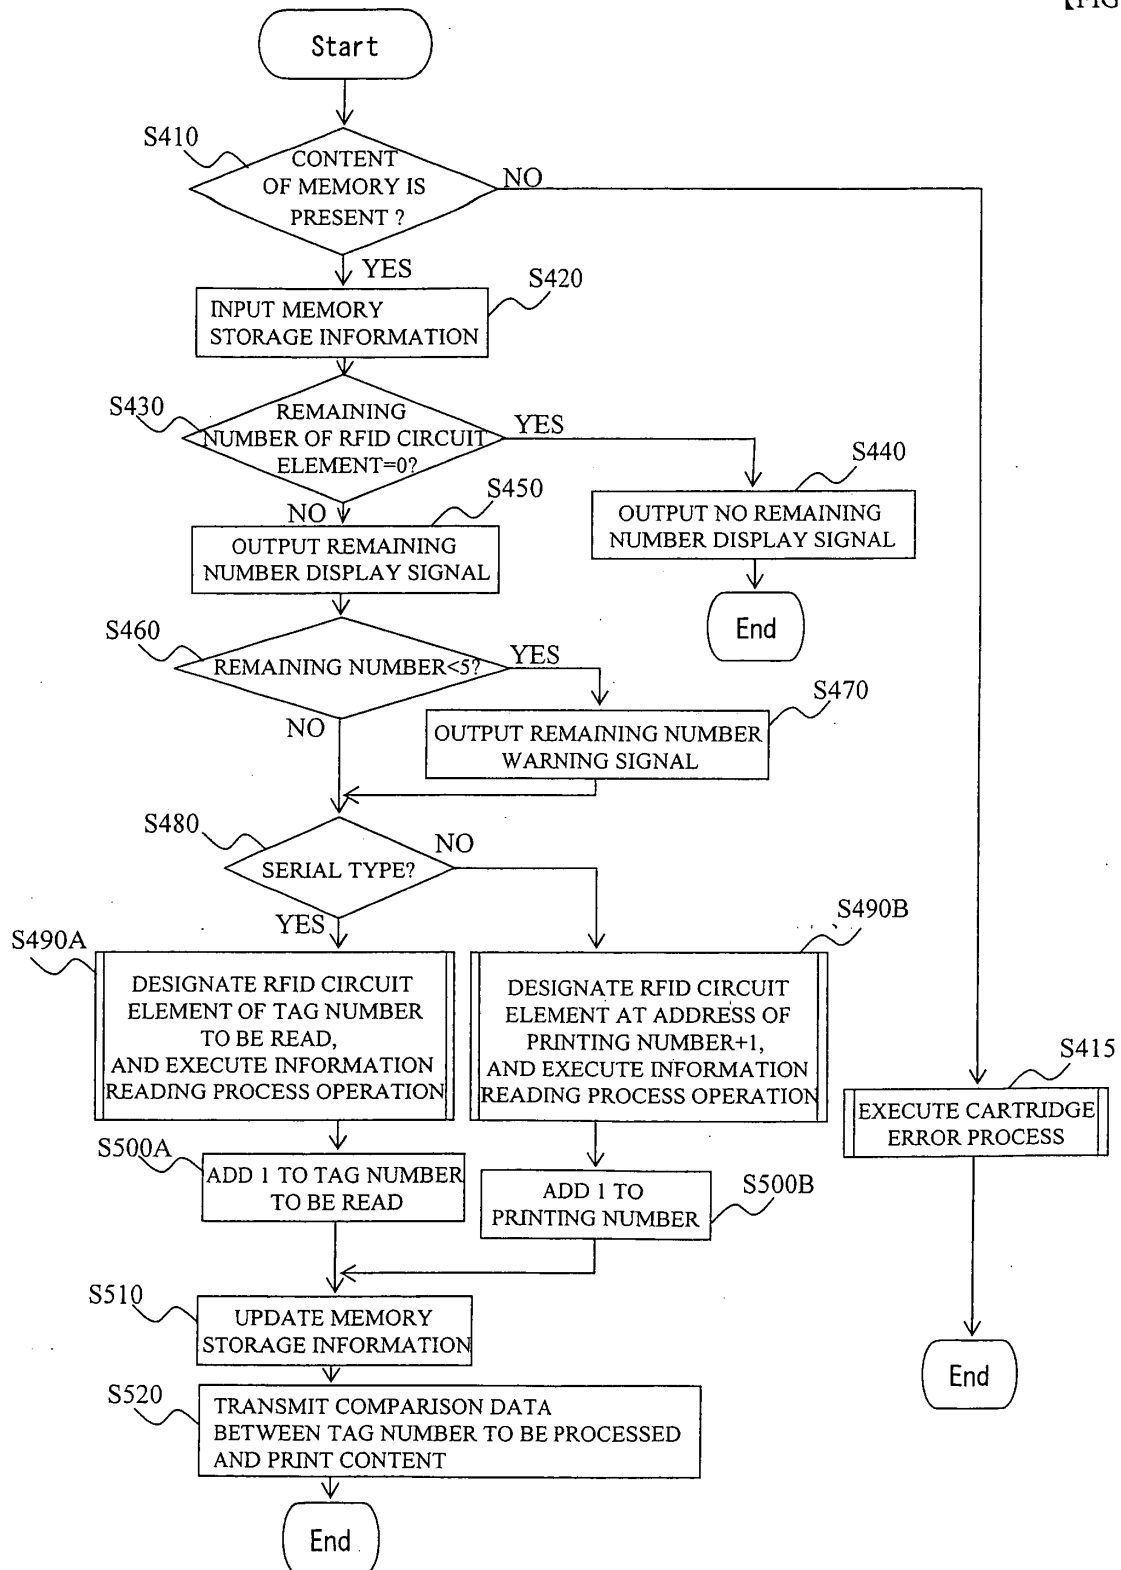 【FIG
Start
S410
CONTENT
OF MEMORY IS
PRESENT ?
NO
YES
S420
INPUT MEMORY
STORAGE INFORMATION
S430
REMAINING
NUMBER OF RFID CIRCUIT
ELEMENT=0?
YES
S440
OUTPUT NO REMAINING
NUMBER DISPLAY SIGNAL
End
NO
S450
OUTPUT REMAINING
NUMBER DISPLAY SIGNAL
S460
REMAINING NUMBER<5?
YES
S470
OUTPUT REMAINING NUMBER
WARNING SIGNAL
NO
S480
SERIAL TYPE?
NO
YES
S490A
DESIGNATE RFID CIRCUIT
ELEMENT OF TAG NUMBER
TO BE READ,
AND EXECUTE INFORMATION
READING PROCESS OPERATION
S490B
DESIGNATE RFID CIRCUIT
ELEMENT AT ADDRESS OF
PRINTING NUMBER+1,
AND EXECUTE INFORMATION
READING PROCESS OPERATION
S415
EXECUTE CARTRIDGE
ERROR PROCESS
End
S500A
ADD 1 TO TAG NUMBER
TO BE READ
S500B
ADD 1 TO
PRINTING NUMBER
S510
UPDATE MEMORY
STORAGE INFORMATION
S520
TRANSMIT COMPARISON DATA
BETWEEN TAG NUMBER TO BE PROCESSED
AND PRINT CONTENT
End